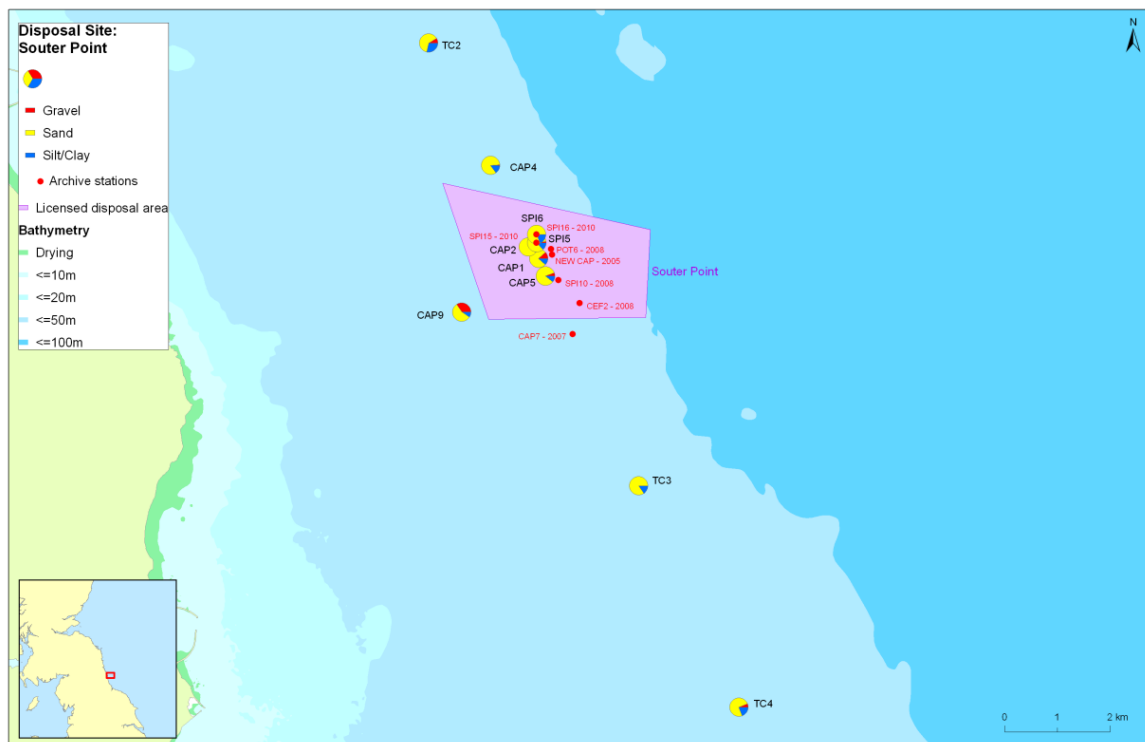 Disposal Site:
Souter Point
Gravel
Sand
Silt/Clay
Archive stations
Licensed disposal area
Bathymetry
Drying
<=10m
<=20m
<=50m
<=100m
N
TC2
CAP4
SPI6
SPI16 - 2010
SPI15 - 2010
SPI5
CAP2
POT6 - 2008
NEW CAP - 2005
CAP1
Souter Point
CAP5
SPI10 - 2008
CEF2 - 2008
CAP9
CAP7 - 2007
TC3
TC4
0 1 2 km